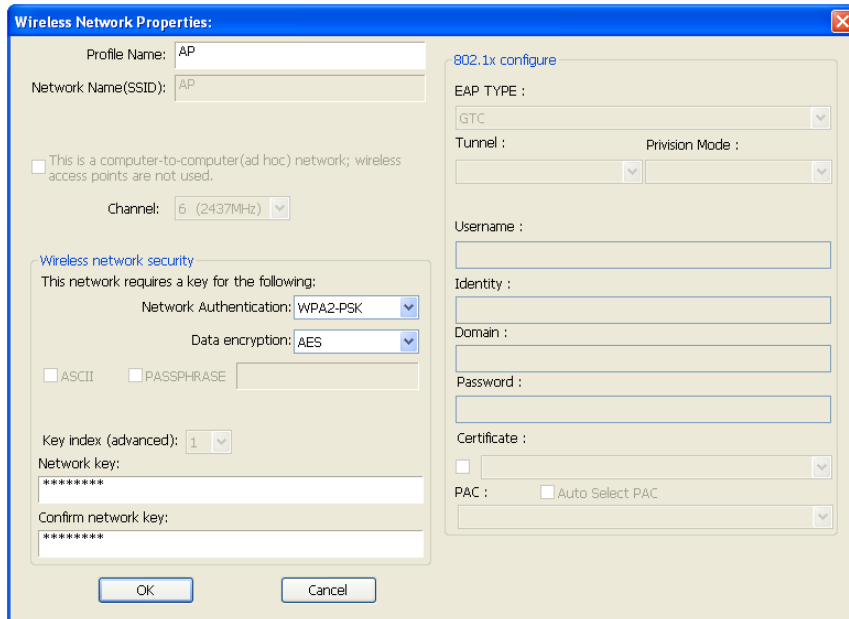 Wireless Network Properties:
Profile Name: AP
Network Name(SSID): AP
This is a computer-to-computer(ad hoc) network; wireless
access points are not used.
Channel: 6 (2437MHz)
Wireless network security
This network requires a key for the following:
Network Authentication: WPA2-PSK
Data encryption: AES
ASCII PASSPHRASE
Key index (advanced): 1
Network key:
********
Confirm network key:
********
OK Cancel
802.1x configure
EAP TYPE :
GTC
Tunnel : Privision Mode :
Username :
Identity :
Domain :
Password :
Certificate :
PAC : Auto Select PAC